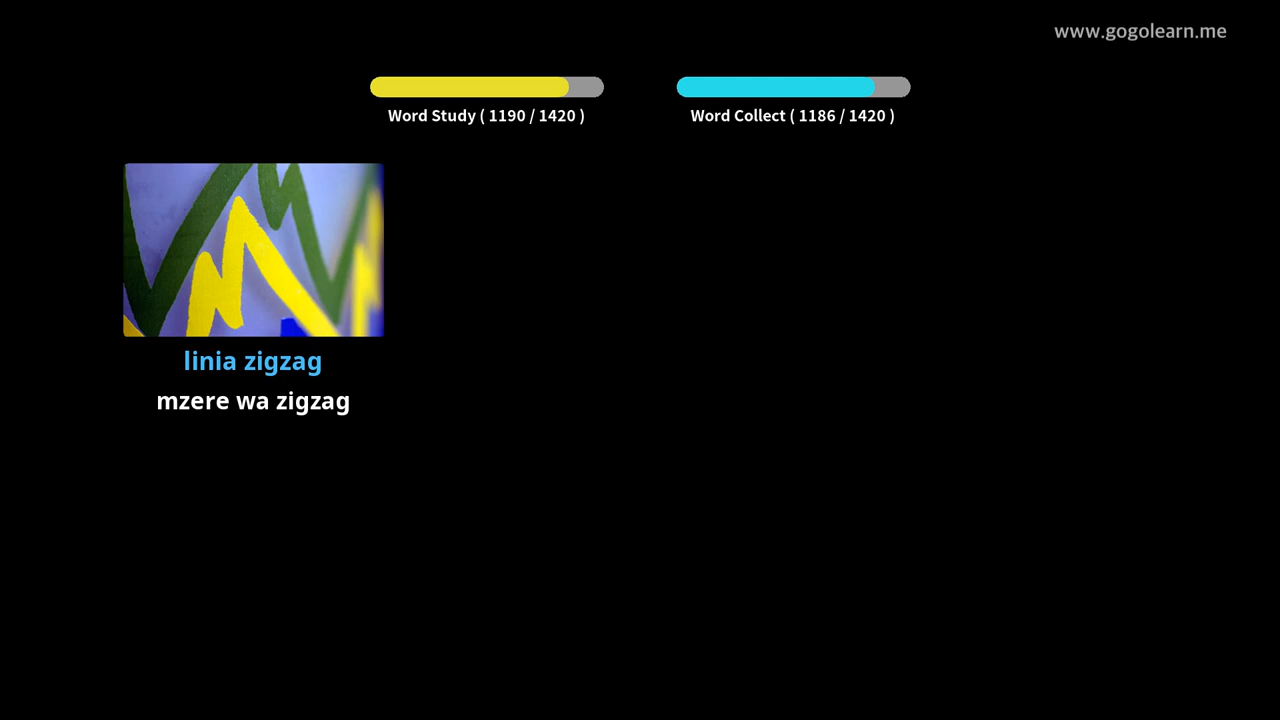 www.gogolearn.me
Word Study ( 1190 / 1420 )
Word Collect ( 1186 / 1420 )
linia zigzag
mzere wa zigzag